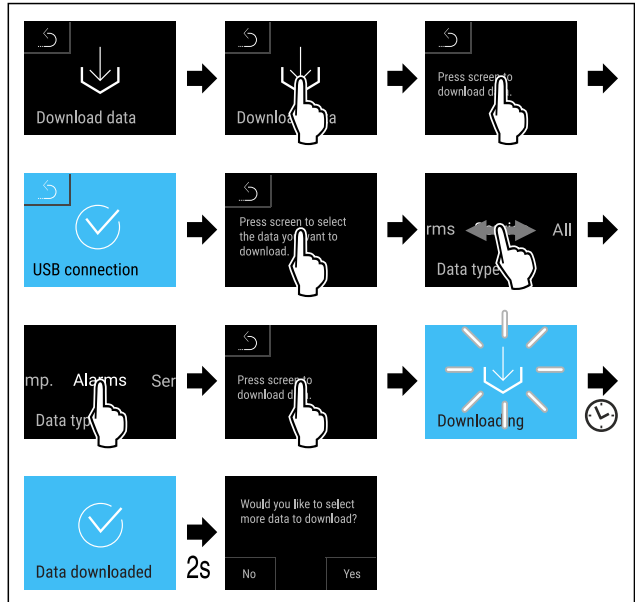 Download data
Downlo a
Press screen to
download d .
USB connection
Press screen to select
the data you want to
download.
rms S i All
Data type
mp. Alarms Ser
Data typ
Press screen to
download d .
Downloading
Data downloaded
2s
Would you like to select
more data to download?
No Yes